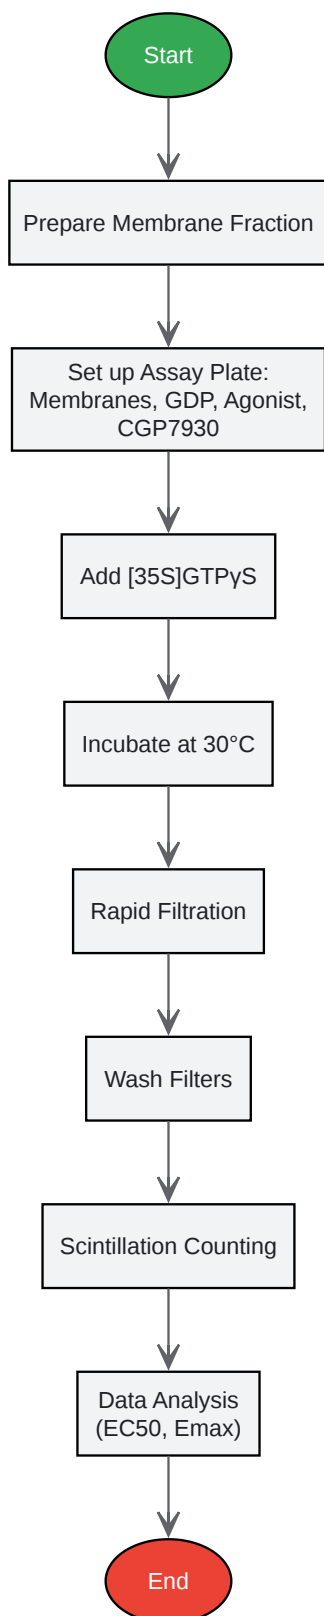 Start
Prepare Membrane Fraction
Set up Assay Plate:
Membranes, GDP, Agonist,
CGP7930
Add [35S]GTPγS
Incubate at 30°C
Rapid Filtration
Wash Filters
Scintillation Counting
Data Analysis
(EC50, Emax)
End